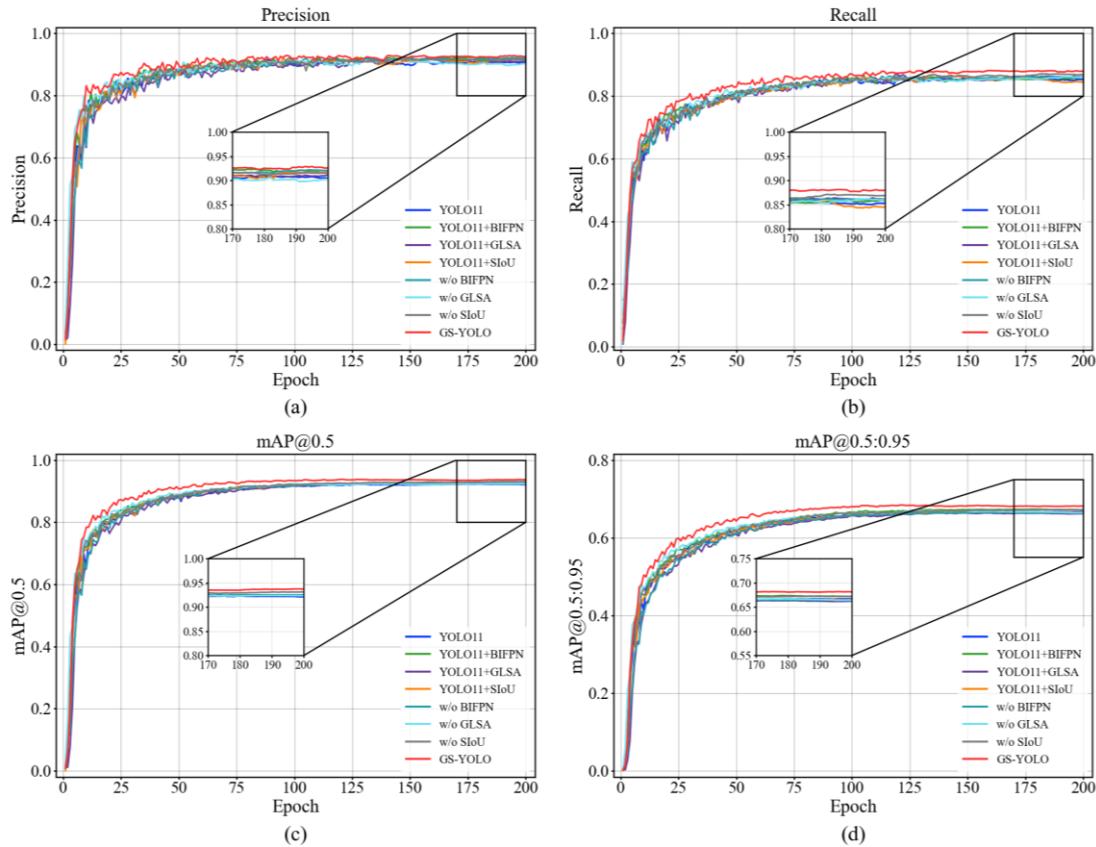 Precision
1.0
0.8
0.6
0.4
0.2
0.0
Precision
1.00
0.95
0.90
0.85
0.80
170 180 190 200
YOLO11
YOLO11+BIFPN
YOLO11+GLSA
YOLO11+SIoU
w/o BIFPN
w/o GLSA
w/o SIoU
GS-YOLO
0 25 50 75 100 125 150 175 200
Epoch
(a)
Recall
1.0
0.8
0.6
0.4
0.2
0.0
Recall
1.00
0.95
0.90
0.85
0.80
170 180 190 200
YOLO11
YOLO11+BIFPN
YOLO11+GLSA
YOLO11+SIoU
w/o BIFPN
w/o GLSA
w/o SIoU
GS-YOLO
0 25 50 75 100 125 150 175 200
Epoch
(b)
mAP@0.5
1.0
0.8
0.6
0.4
0.2
0.0
mAP@0.5
1.00
0.95
0.90
0.85
0.80
170 180 190 200
YOLO11
YOLO11+BIFPN
YOLO11+GLSA
YOLO11+SIoU
w/o BIFPN
w/o GLSA
w/o SIoU
GS-YOLO
0 25 50 75 100 125 150 175 200
Epoch
(c)
mAP@0.5:0.95
0.8
0.6
0.4
0.2
0.0
mAP@0.5:0.95
0.75
0.70
0.65
0.60
0.55
170 180 190 200
YOLO11
YOLO11+BIFPN
YOLO11+GLSA
YOLO11+SIoU
w/o BIFPN
w/o GLSA
w/o SIoU
GS-YOLO
0 25 50 75 100 125 150 175 200
Epoch
(d)